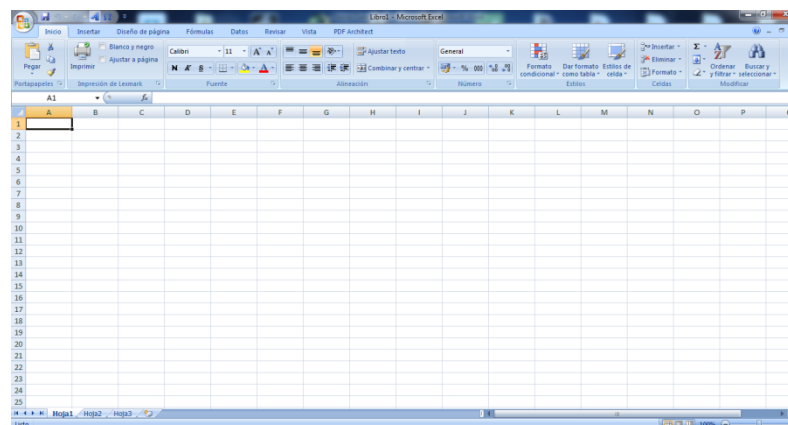 Libro1 - Microsoft Excel
Inicio Insertar Diseño de página Fórmulas Datos Revisar Vista PDF Architect
Pegar Imprimir Blanco y negro Calibri 11 Ajustar texto General Formato condicional Dar formato como tabla Estilos de celda Insertar Ordenar y filtrar Buscar y seleccionar
Ajustar a página N K S Combinar y centrar % 000 Eliminar
Formato
Portapapeles Impresión de Lexmark Fuente Alineación Número Estilos Celdas Modificar
A1 fx
A B C D E F G H I J K L M N O P
1
2
3
4
5
6
7
8
9
10
11
12
13
14
15
16
17
18
19
20
21
22
23
24
25
Hoja1 Hoja2 Hoja3
Listo 100%